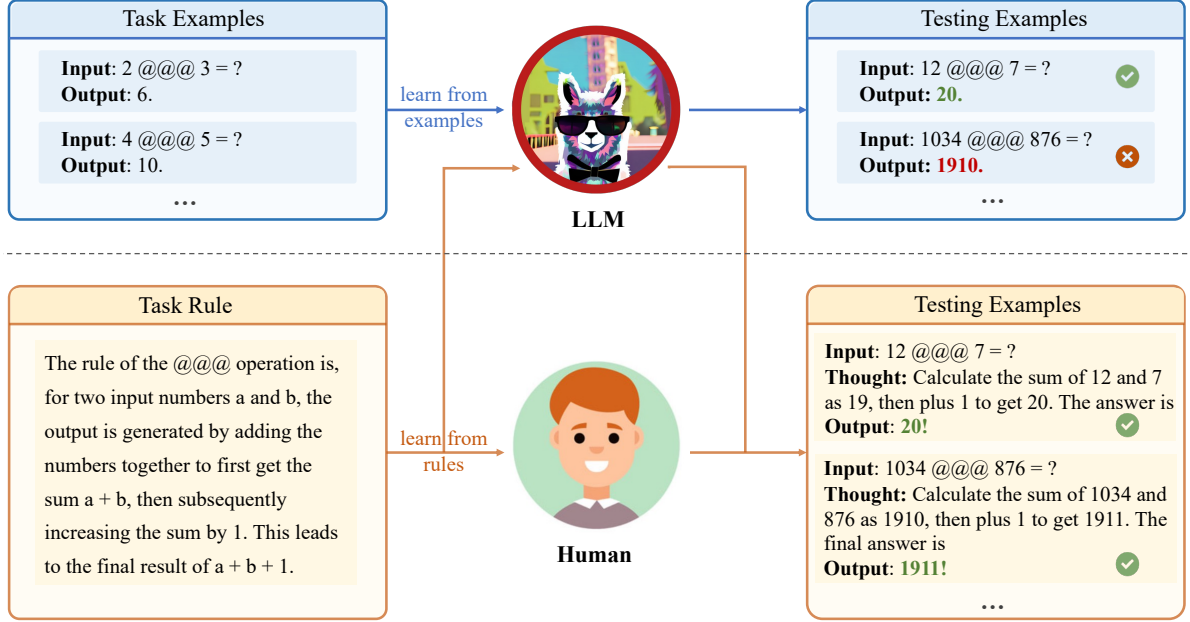 Task Examples
Input: 2 @@@ 3 = ?
Output: 6.
Input: 4 @@@ 5 = ?
Output: 10.
...
learn from
examples
LLM
Testing Examples
Input: 12 @@@ 7 = ?
Output: 20.
Input: 1034 @@@ 876 = ?
Output: 1910.
...
Task Rule
The rule of the @@@ operation is,
for two input numbers a and b, the
output is generated by adding the
numbers together to first get the
sum a + b, then subsequently
increasing the sum by 1. This leads
to the final result of a + b + 1.
learn from
rules
Human
Testing Examples
Input: 12 @@@ 7 = ?
Thought: Calculate the sum of 12 and 7
as 19, then plus 1 to get 20. The answer is
Output: 20!
Input: 1034 @@@ 876 = ?
Thought: Calculate the sum of 1034 and
876 as 1910, then plus 1 to get 1911. The
final answer is
Output: 1911!
...